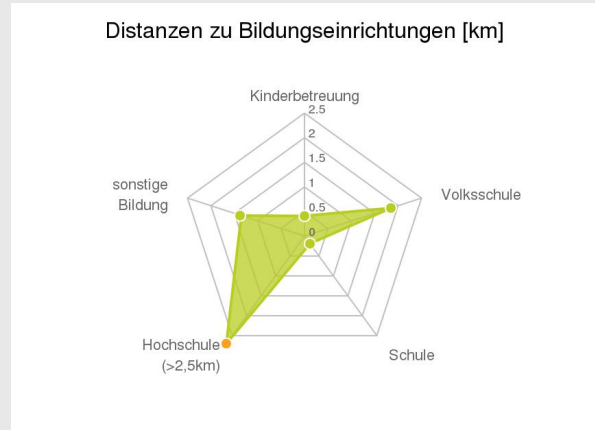 Distanzen zu Bildungseinrichtungen [km]
Kinderbetreuung
2.5
2
1.5
1
0.5
0
sonstige
Bildung
Volksschule
Hochschule
(>2,5km)
Schule